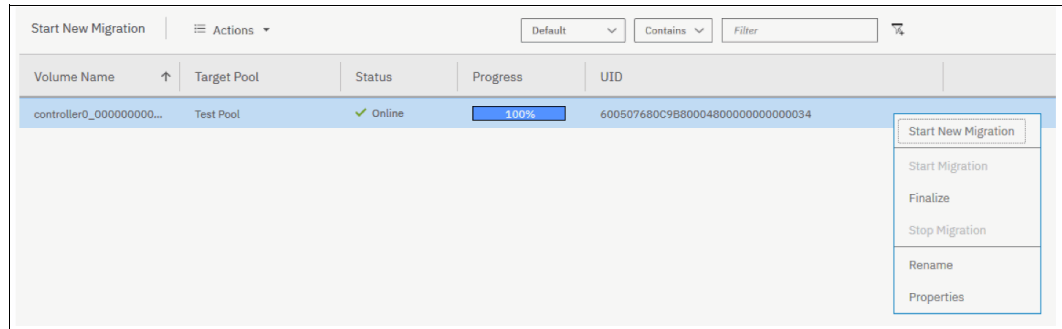 Start New Migration Actions Default Contains Filter
Volume Name Target Pool Status Progress UID
controller0_000000000... Test Pool Online 100% 600507680C9B80004800000000000034
Start New Migration
Start Migration
Finalize
Stop Migration
Rename
Properties